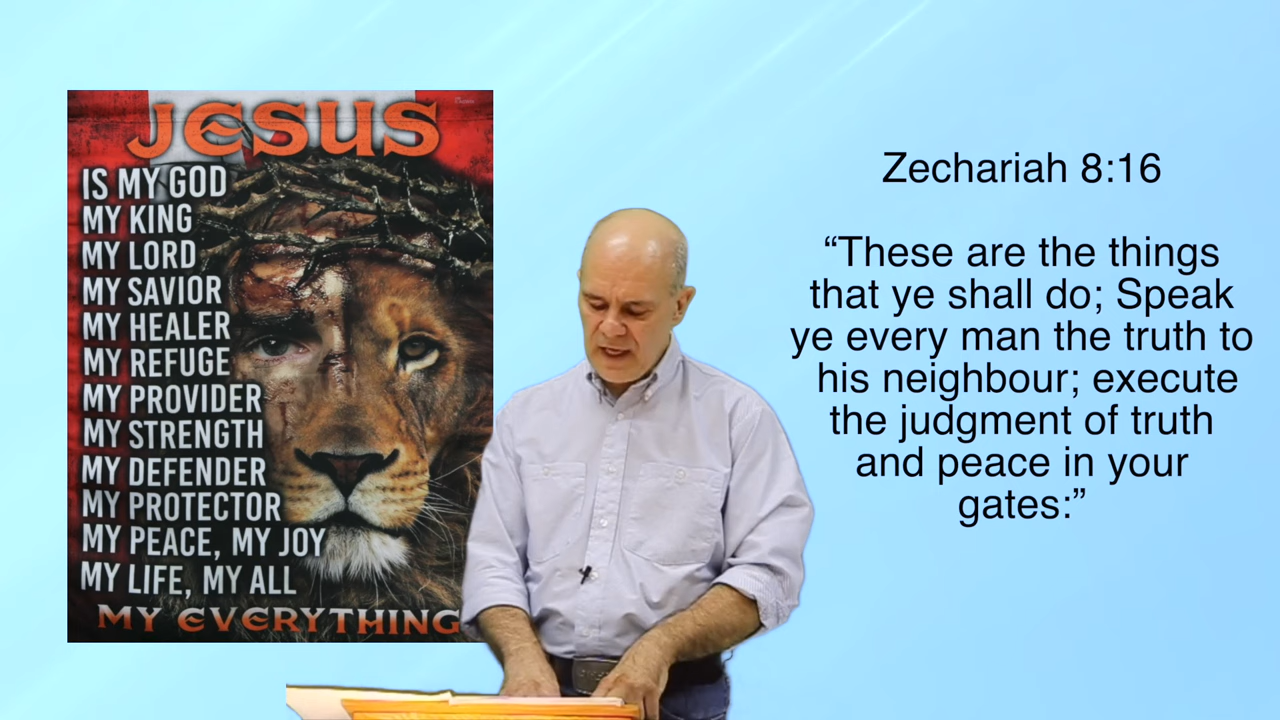 JESUS
IS MY GOD
MY KING
MY LORD
MY SAVIOR
MY HEALER
MY REFUGE
MY PROVIDER
MY STRENGTH
MY DEFENDER
MY PROTECTOR
MY PEACE, MY JOY
MY LIFE, MY ALL
MY EVERYTHING
Zechariah 8:16
“These are the things
that ye shall do; Speak
ye every man the truth to
his neighbour; execute
the judgment of truth
and peace in your
gates:”